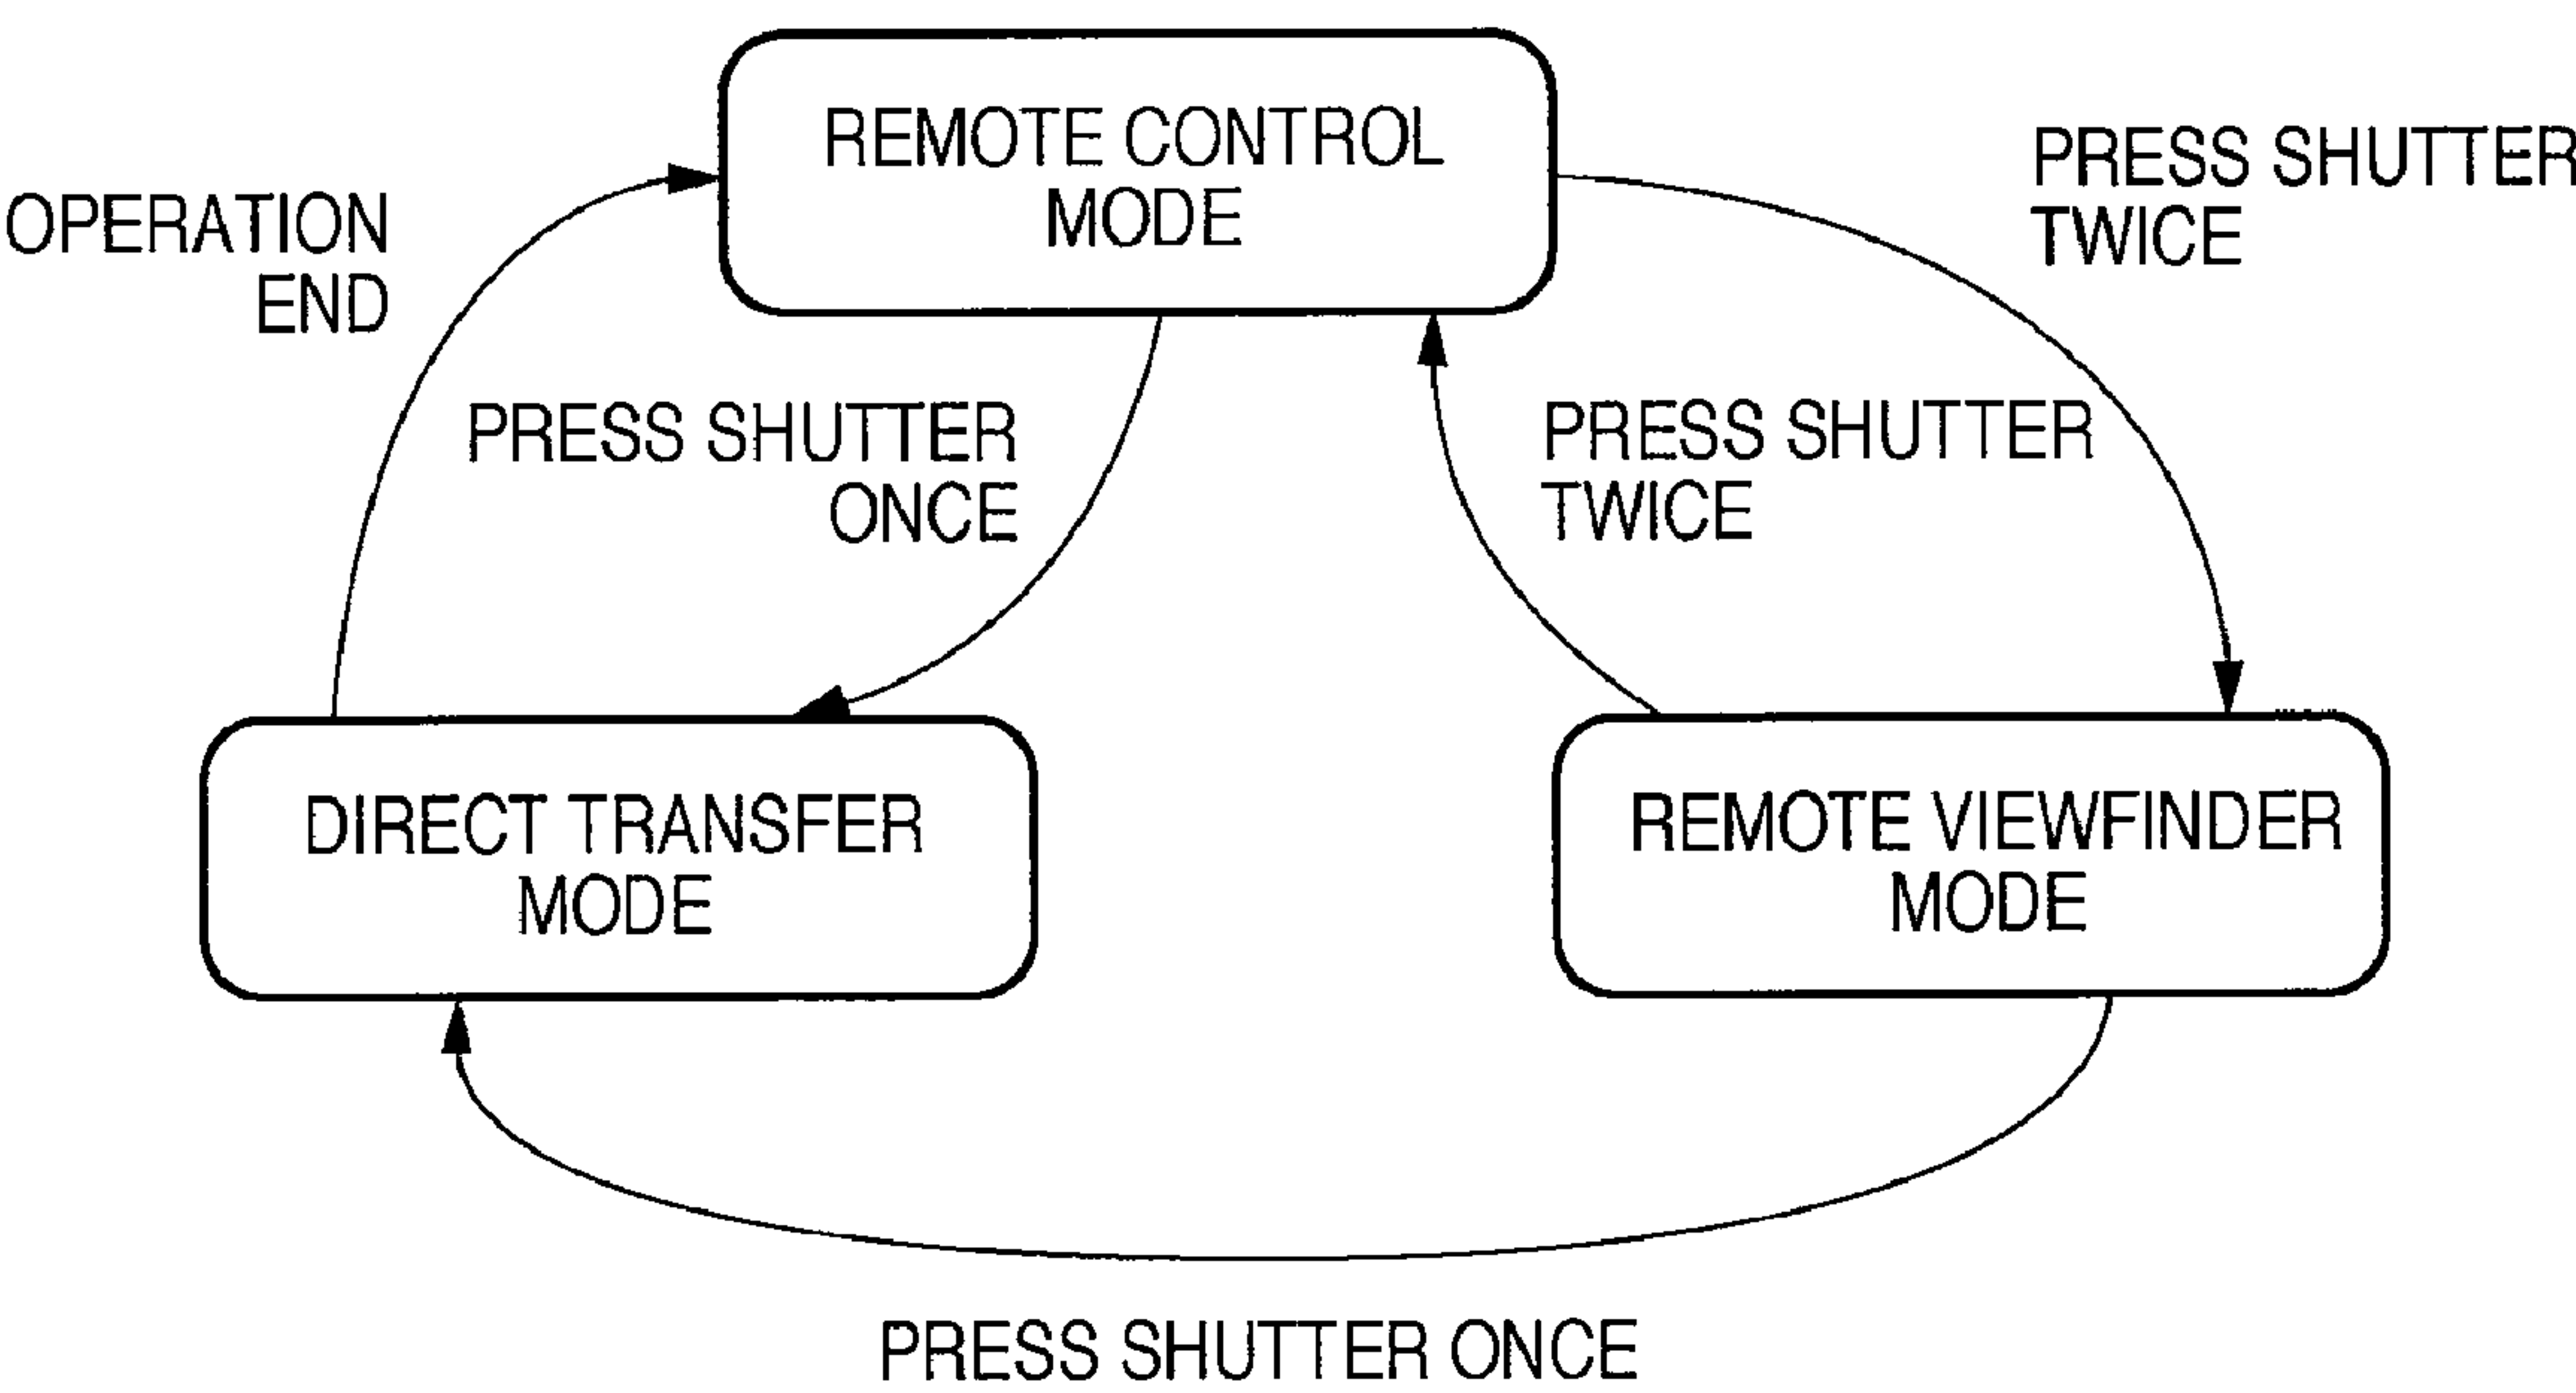 REMOTE CONTROL
MODE
PRESS SHUTTER
TWICE
OPERATION
END
PRESS SHUTTER
ONCE
PRESS SHUTTER
TWICE
DIRECT TRANSFER
MODE
REMOTE VIEWFINDER
MODE
PRESS SHUTTER ONCE